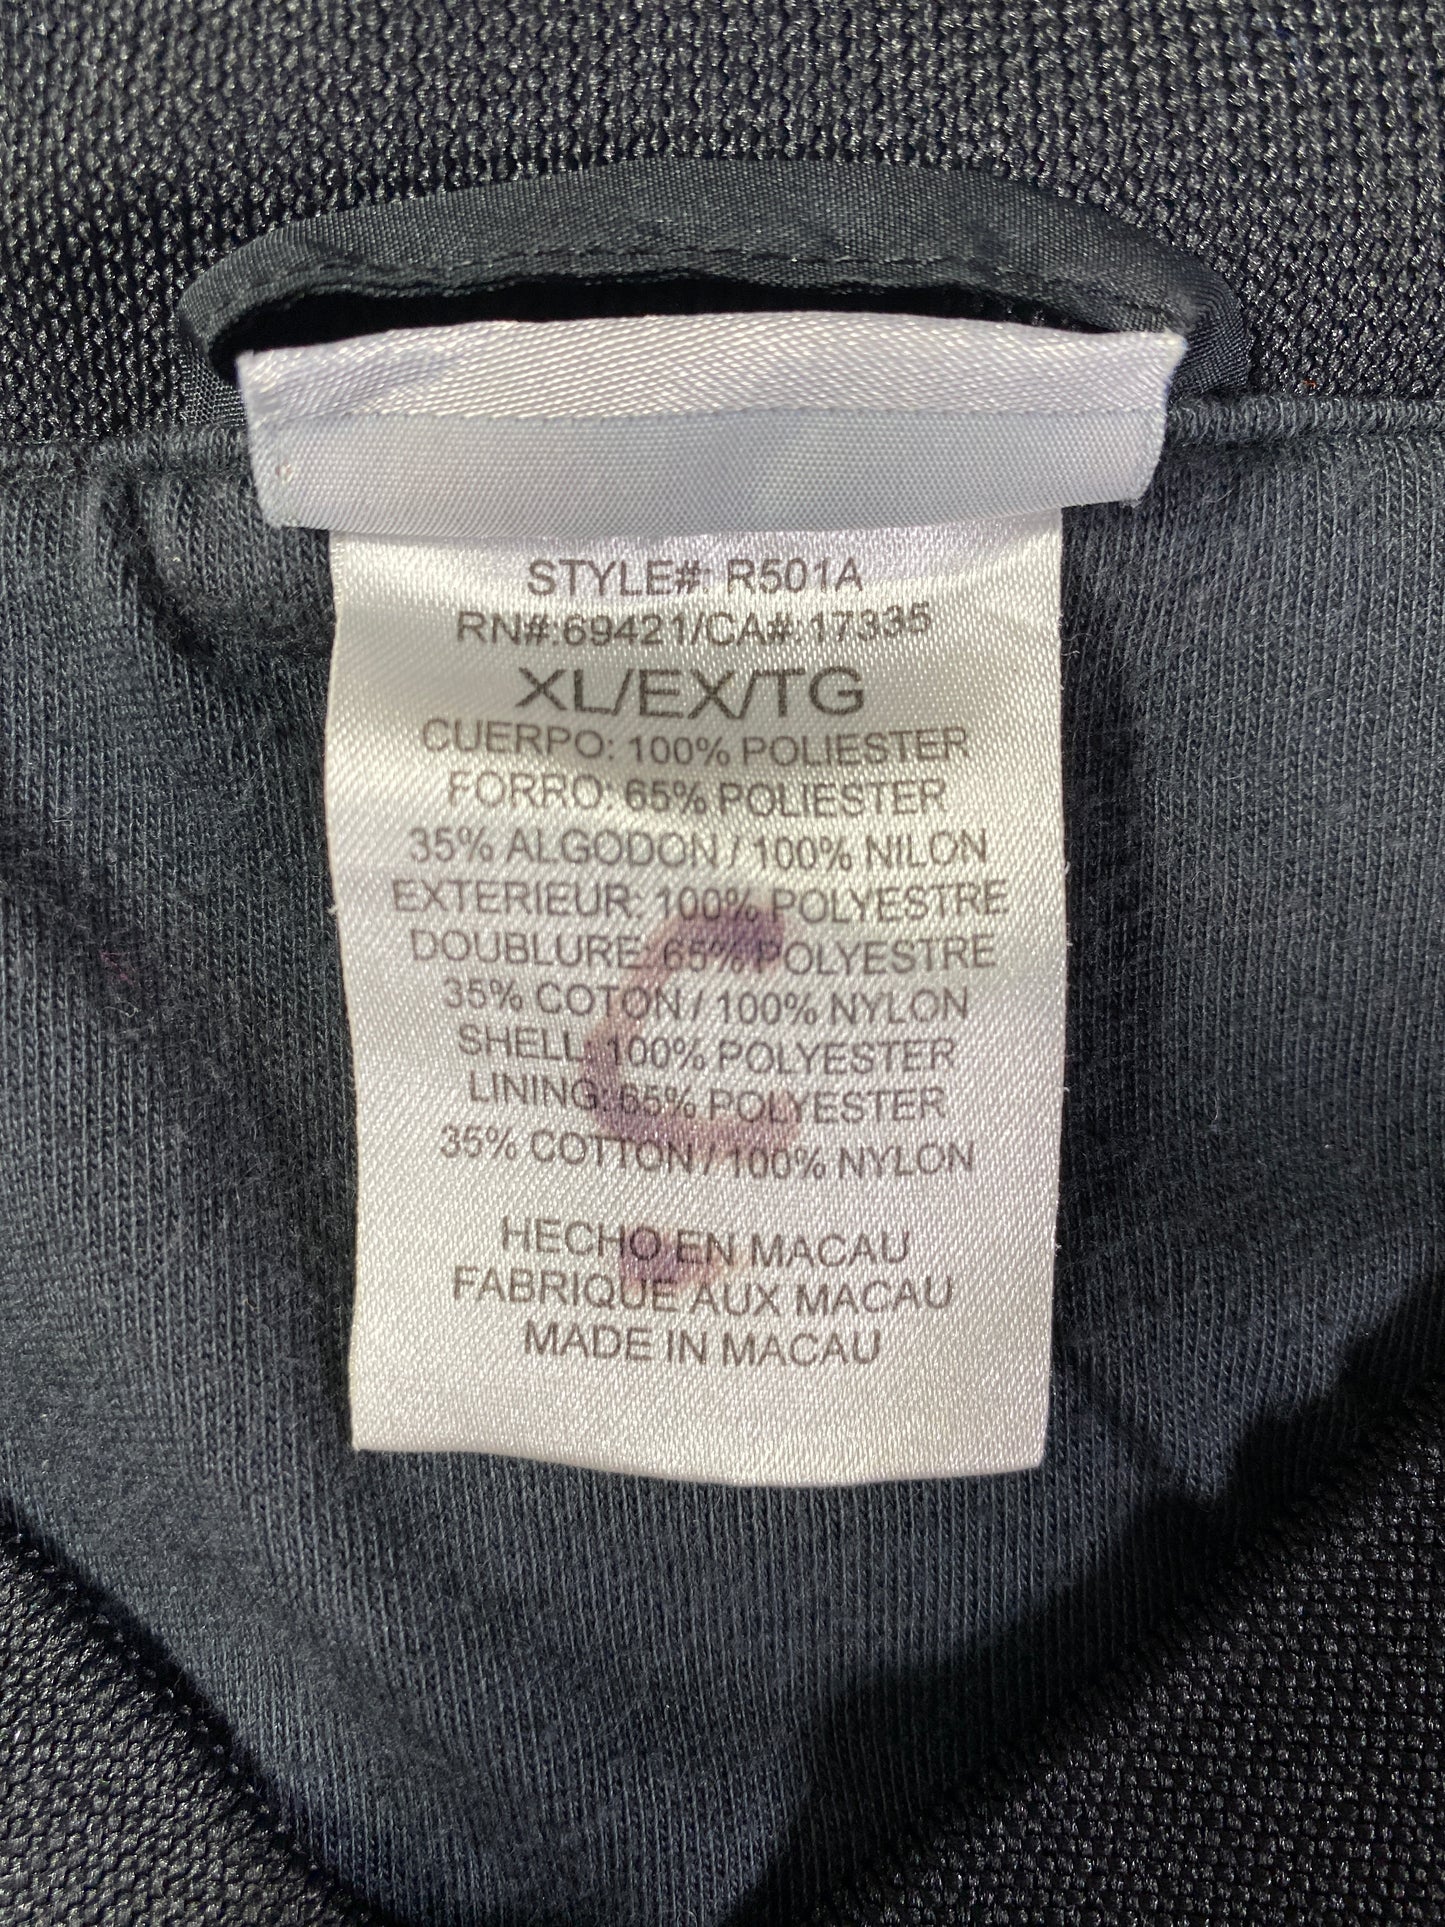 STYLE#: R501A
RN#:69421/CA#:17335
XL/EX/TG
CUERPO: 100% POLIESTER
FORRO: 65% POLIESTER
35% ALGODON / 100% NILON
EXTERIEUR: 100% POLYESTRE
DOUBLURE: 65% POLYESTRE
35% COTON / 100% NYLON
SHELL: 100% POLYESTER
LINING: 65% POLYESTER
35% COTTON / 100% NYLON
HECHO EN MACAU
FABRIQUE AUX MACAU
MADE IN MACAU